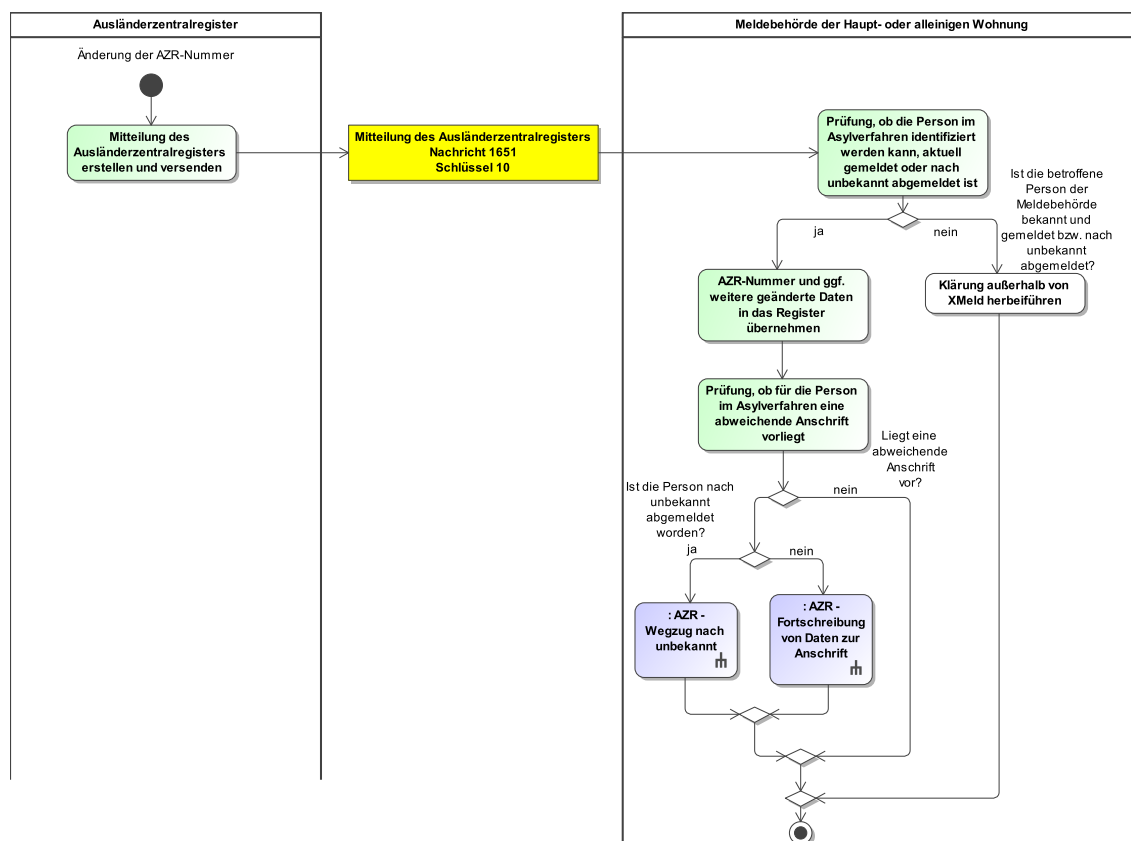 Ausländerzentralregister
Meldebehörde der Haupt- oder alleinigen Wohnung
Änderung der AZR-Nummer
Mitteilung des
Ausländerzentralregisters
erstellen und versenden
Mitteilung des Ausländerzentralregisters
Nachricht 1651
Schlüssel 10
Prüfung, ob die Person im
Asylverfahren identifiziert
werden kann, aktuell
gemeldet oder nach
unbekannt abgemeldet ist
Ist die betroffene
Person der
Meldebehörde
bekannt und
gemeldet bzw. nach
unbekannt
abgemeldet?
ja
nein
AZR-Nummer und ggf.
weitere geänderte Daten
in das Register
übernehmen
Klärung außerhalb von
XMeld herbeiführen
Prüfung, ob für die Person
im Asylverfahren eine
abweichende Anschrift
vorliegt
Liegt eine
abweichende
Anschrift
vor?
nein
Ist die Person nach
unbekannt
abgemeldet
worden?
ja
nein
: AZR -
Wegzug nach
unbekannt
: AZR -
Fortschreibung
von Daten zur
Anschrift